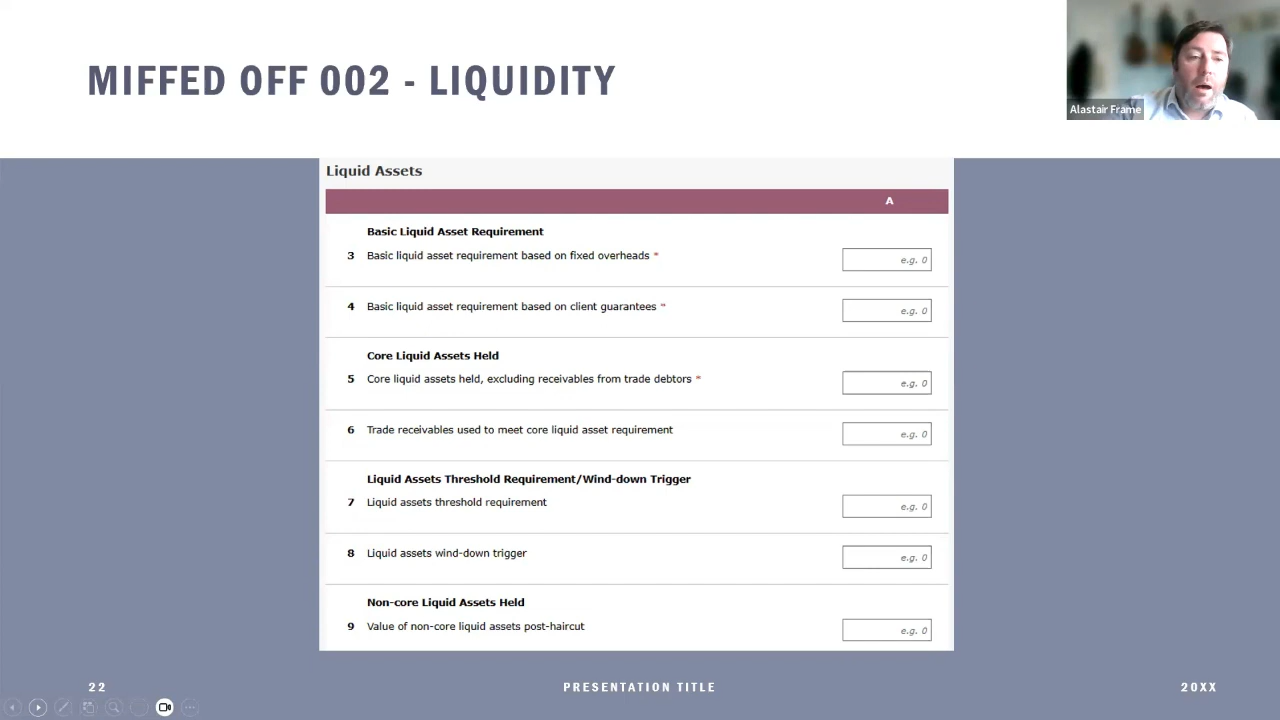 MIFFED OFF 002 - LIQUIDITY
Alastair Frame
Liquid Assets
A
Basic Liquid Asset Requirement
3 Basic liquid asset requirement based on fixed overheads * e.g. 0
4 Basic liquid asset requirement based on client guarantees * e.g. 0
Core Liquid Assets Held
5 Core liquid assets held, excluding receivables from trade debtors * e.g. 0
6 Trade receivables used to meet core liquid asset requirement e.g. 0
Liquid Assets Threshold Requirement/Wind-down Trigger
7 Liquid assets threshold requirement e.g. 0
8 Liquid assets wind-down trigger e.g. 0
Non-core Liquid Assets Held
9 Value of non-core liquid assets post-haircut e.g. 0
22 PRESENTATION TITLE 20XX